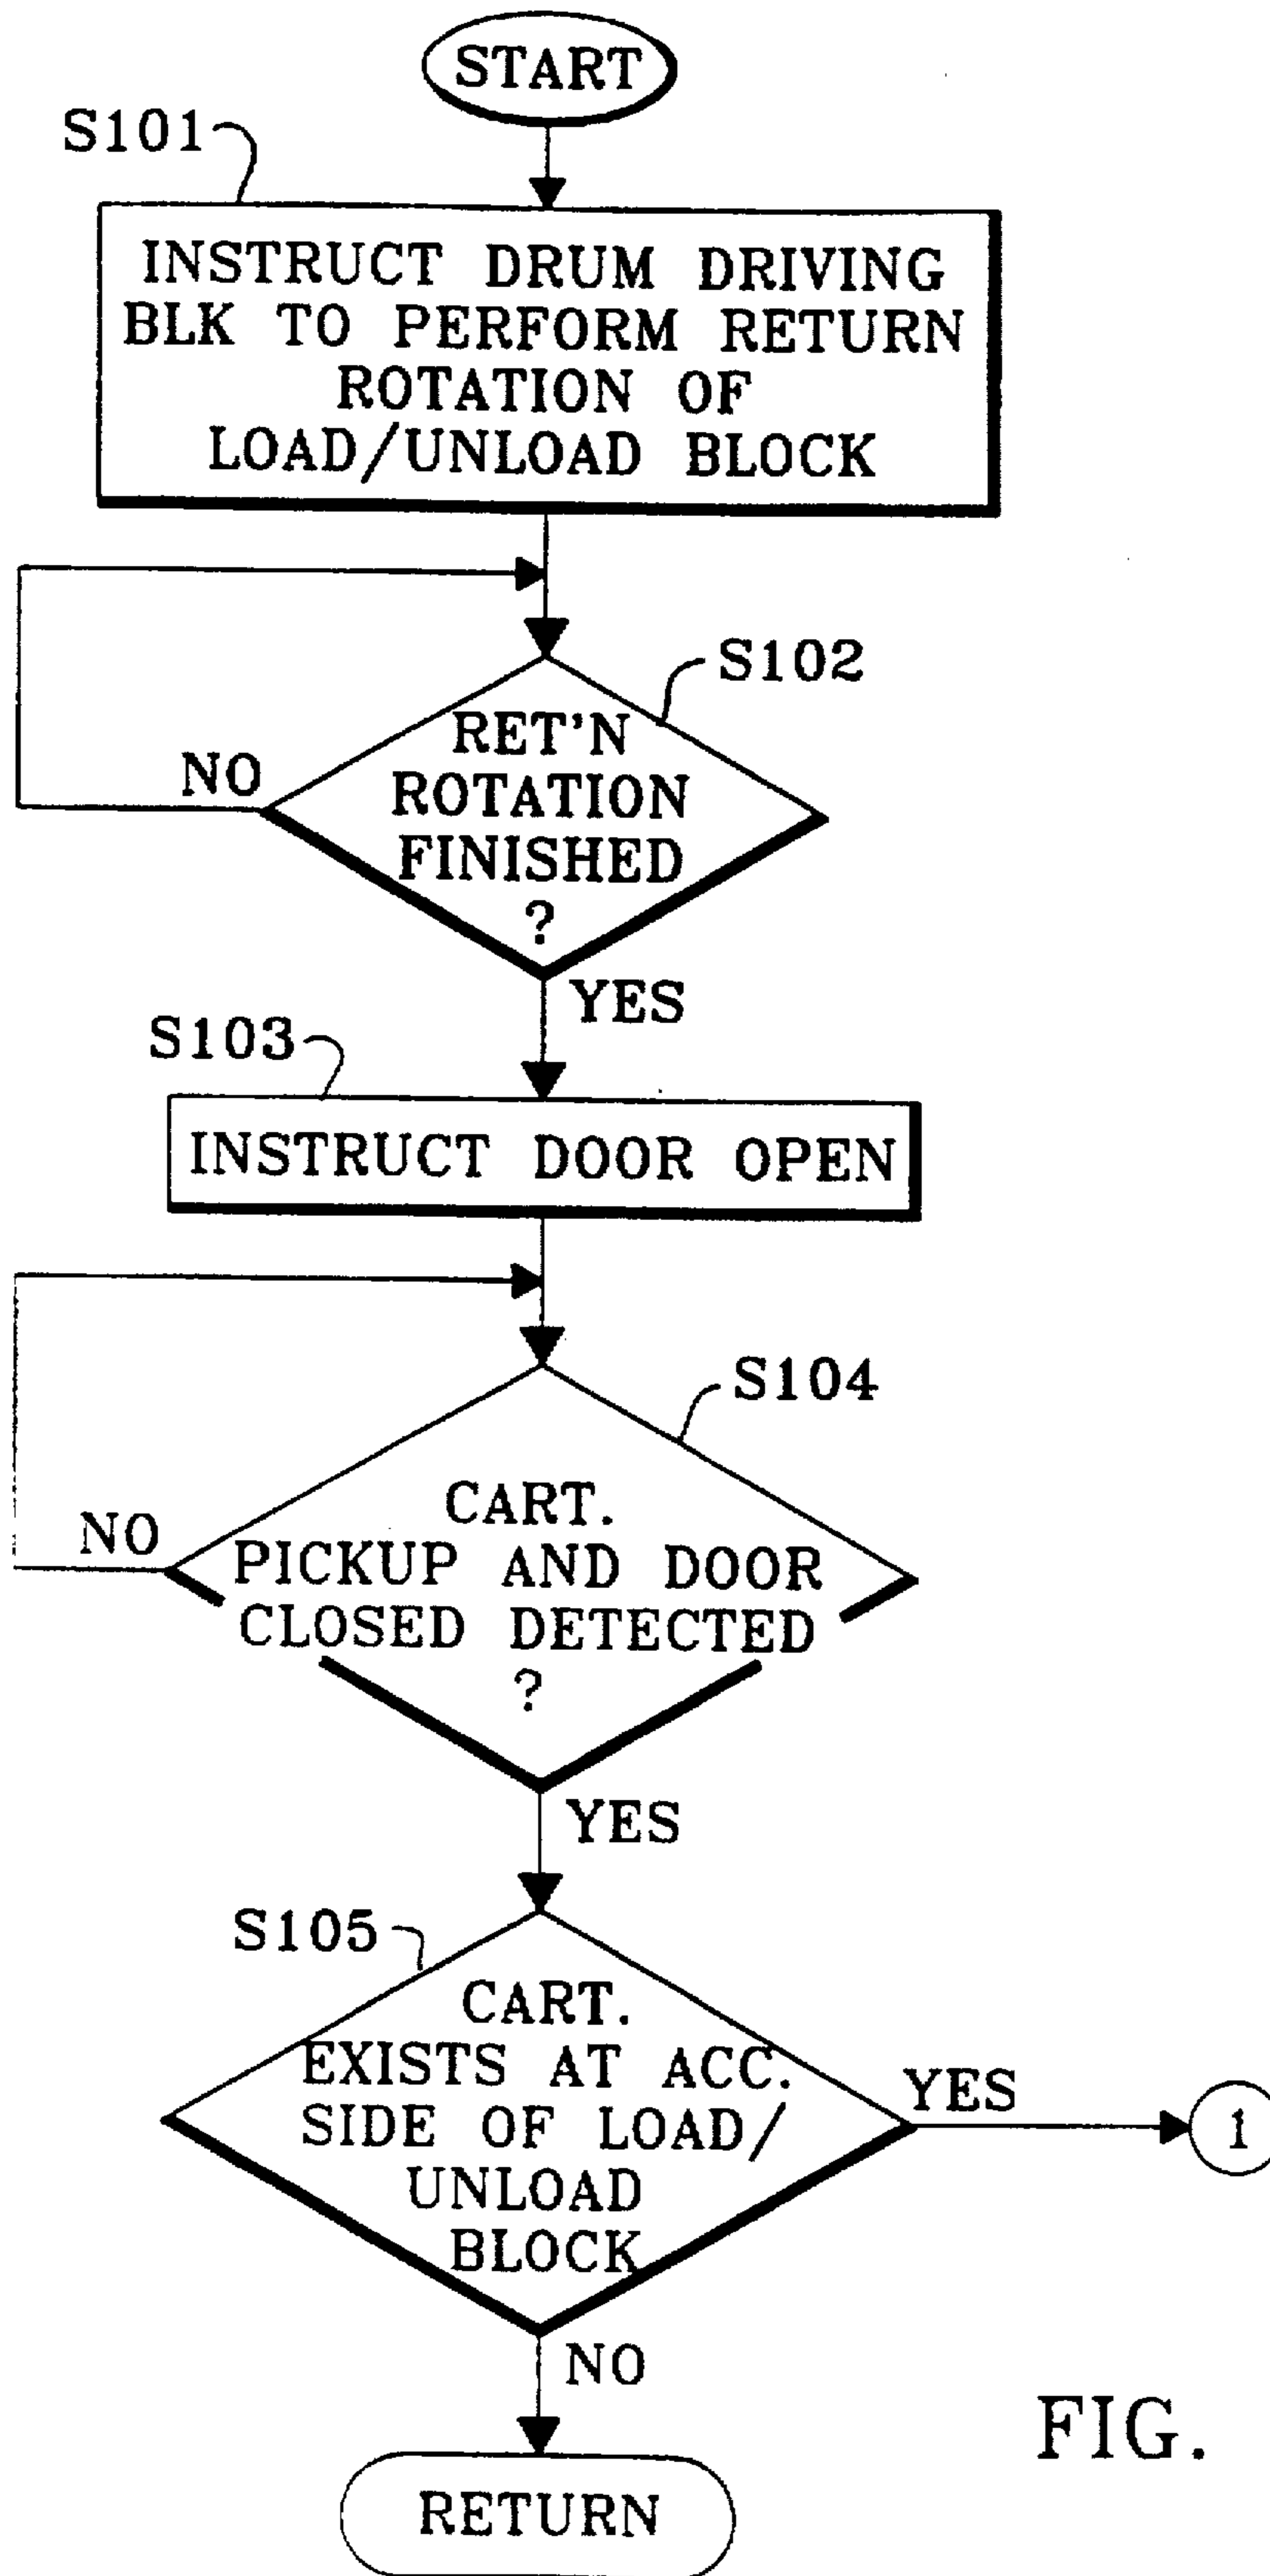 START
S101
INSTRUCT DRUM DRIVING
BLK TO PERFORM RETURN
ROTATION OF
LOAD/UNLOAD BLOCK
S102
RET'N
ROTATION
FINISHED
?
NO
YES
S103
INSTRUCT DOOR OPEN
S104
CART.
PICKUP AND DOOR
CLOSED DETECTED
?
NO
YES
S105
CART.
EXISTS AT ACC.
SIDE OF LOAD/
UNLOAD
BLOCK
YES
1
NO
RETURN
FIG.